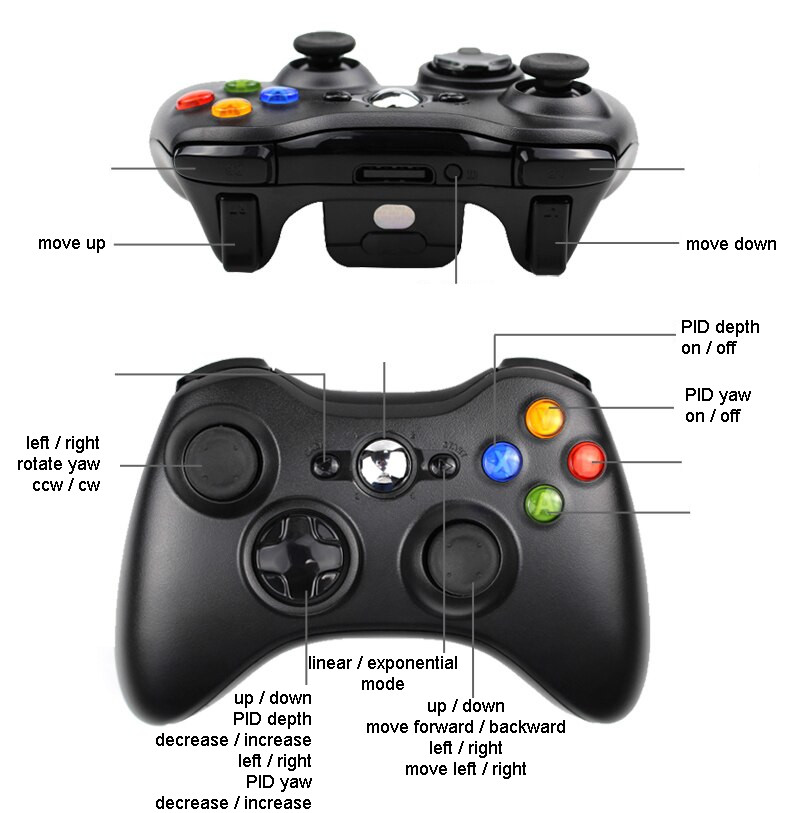 move up
move down
PID depth
on / off
PID yaw
on / off
left / right
rotate yaw
ccw / cw
X
A
linear / exponential
mode
up / down
PID depth
decrease / increase
left / right
PID yaw
decrease / increase
up / down
move forward / backward
left / right
move left / right